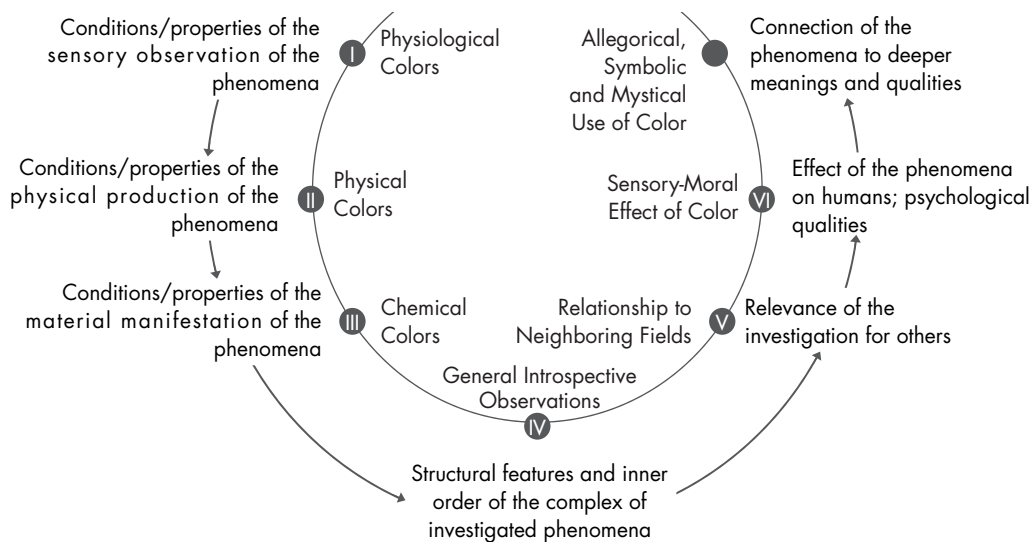 Conditions/properties of the
sensory observation of the
phenomena
I
Physiological
Colors
Allegorical,
Symbolic
and Mystical
Use of Color
Connection of the
phenomena to deeper
meanings and qualities
Conditions/properties of the
physical production of the
phenomena
II
Physical
Colors
Sensory-Moral
Effect of Color
VI
Effect of the phenomena
on humans; psychological
qualities
Conditions/properties of the
material manifestation of the
phenomena
III
Chemical
Colors
Relationship to
Neighboring Fields
V
Relevance of the
investigation for others
General Introspective
Observations
IV
Structural features and inner
order of the complex of
investigated phenomena